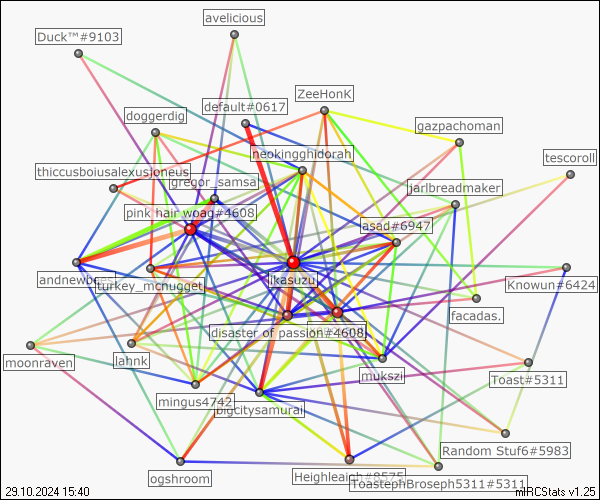 avelicious
Duck™#9103
ZeeHonK
default#0617
doggerdig
gazpachoman
neokingghidorah
tescoroll
thiccusboiusalexusjoneus
gregor_samsa
jarlbreadmaker
pink hair woag#4608
asad#6947
andnewbees
turkey_mcnugget
ikasuzu
Knowun#6424
facadas.
disaster of passion#4608
moonraven
lahnk
mukszi
Toast#5311
mingus4742
bigcitysamurai
Random Stuf6#5983
ogshroom
Heighleaigh#8575
ToastephBroseph5311#5311
29.10.2024 15:40
mIRCStats v1.25